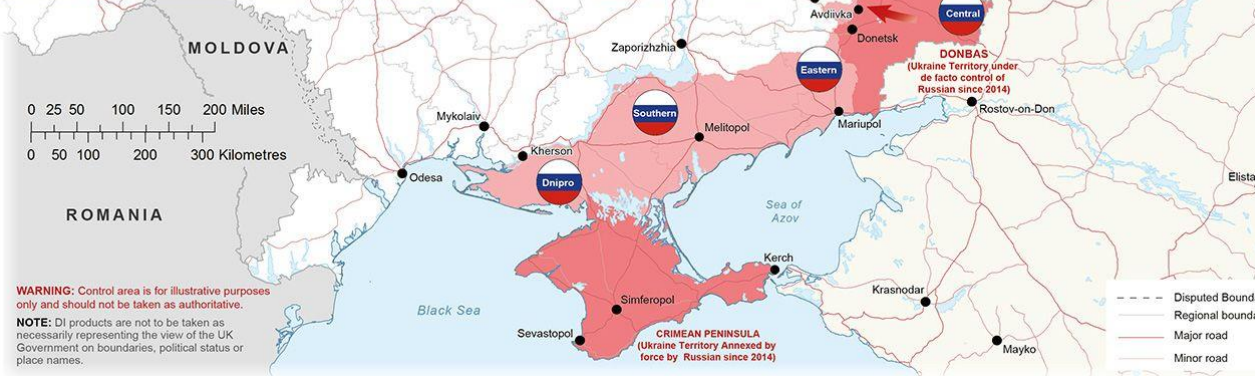 Avdiivka
Central
Donetsk
MOLDOVA
Zaporizhzhia
DONBAS
(Ukraine Territory under
de facto control of
Russian since 2014)
Eastern
0 25 50 100 150 200 Miles
0 50 100 200 300 Kilometres
Southern
Mykolaiv
Melitopol
Mariupol
Rostov-on-Don
Kherson
Odesa
Dnipro
Elista
ROMANIA
Sea of
Azov
Kerch
WARNING: Control area is for illustrative purposes
only and should not be taken as authoritative.
NOTE: DI products are not to be taken as
necessarily representing the view of the UK
Government on boundaries, political status or
place names.
Black Sea
Simferopol
Sevastopol
CRIMEAN PENINSULA
(Ukraine Territory Annexed by
force by Russian since 2014)
Krasnodar
Mayko
Disputed Bounda
Regional bounda
Major road
Minor road